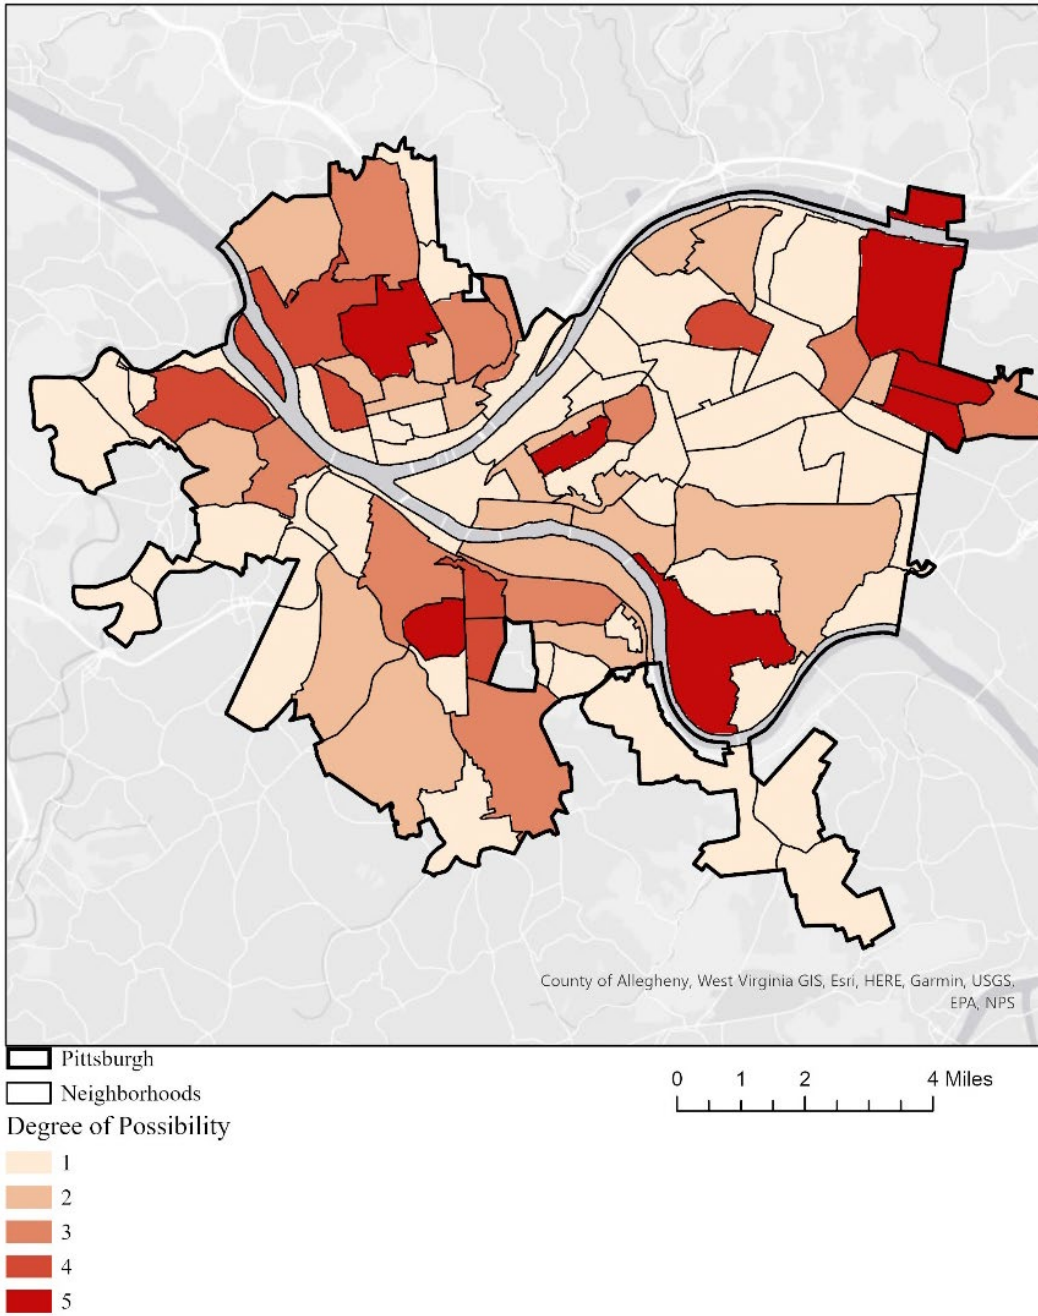 County of Allegheny, West Virginia GIS, Esri, HERE, Garmin, USGS,
EPA, NPS
Pittsburgh
Neighborhoods
Degree of Possibility
1
2
3
4
5
0 1 2 4 Miles